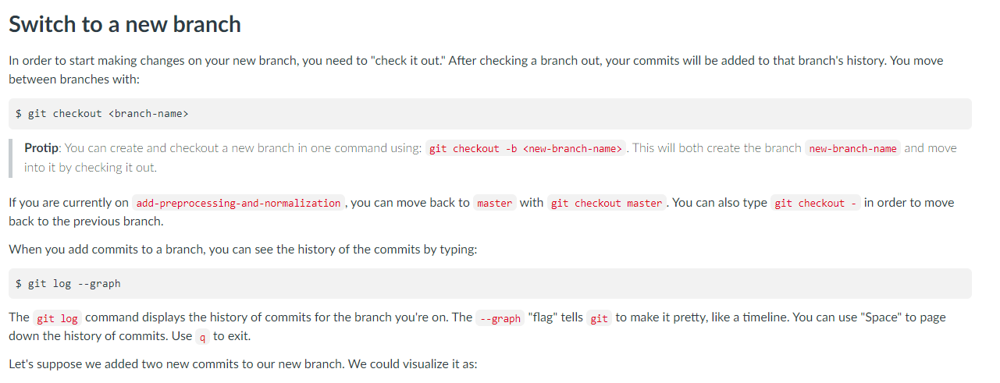 Switch to a new branch
In order to start making changes on your new branch, you need to "check it out." After checking a branch out, your commits will be added to that branch's history. You move
between branches with:
$ git checkout <branch-name>
Protip: You can create and checkout a new branch in one command using: git checkout -b <new-branch-name> . This will both create the branch new-branch-name and move
into it by checking it out.
If you are currently on add-preprocessing-and-normalization , you can move back to master with git checkout master . You can also type git checkout - in order to move
back to the previous branch.
When you add commits to a branch, you can see the history of the commits by typing:
$ git log --graph
The git log command displays the history of commits for the branch you're on. The --graph "flag" tells git to make it pretty, like a timeline. You can use "Space" to page
down the history of commits. Use q to exit.
Let's suppose we added two new commits to our new branch. We could visualize it as: